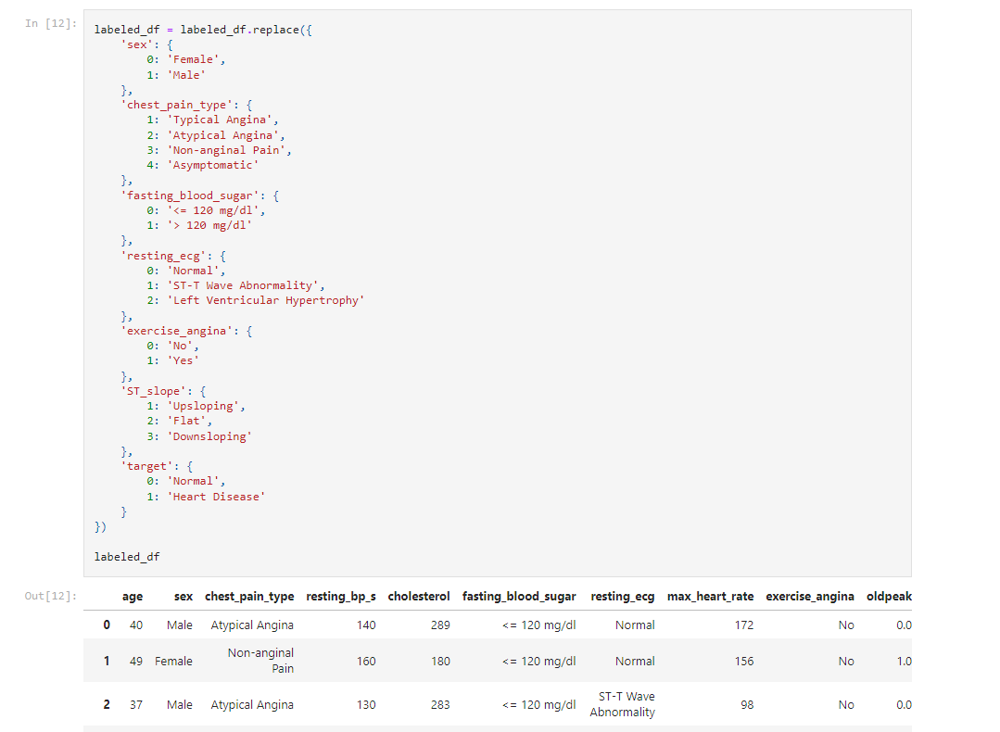 In [12]:
labeled_df = labeled_df.replace({
    'sex': {
        0: 'Female',
        1: 'Male'
    },
    'chest_pain_type': {
        1: 'Typical Angina',
        2: 'Atypical Angina',
        3: 'Non-anginal Pain',
        4: 'Asymptomatic'
    },
    'fasting_blood_sugar': {
        0: '<= 120 mg/dl',
        1: '> 120 mg/dl'
    },
    'resting_ecg': {
        0: 'Normal',
        1: 'ST-T Wave Abnormality',
        2: 'Left Ventricular Hypertrophy'
    },
    'exercise_angina': {
        0: 'No',
        1: 'Yes'
    },
    'ST_slope': {
        1: 'Upsloping',
        2: 'Flat',
        3: 'Downsloping'
    },
    'target': {
        0: 'Normal',
        1: 'Heart Disease'
    }
})
labeled_df
Out[12]:
age sex chest_pain_type resting_bp_s cholesterol fasting_blood_sugar resting_ecg max_heart_rate exercise_angina oldpeak
0 40 Male Atypical Angina 140 289 <= 120 mg/dl Normal 172 No 0.0
1 49 Female Non-anginal Pain 160 180 <= 120 mg/dl Normal 156 No 1.0
2 37 Male Atypical Angina 130 283 <= 120 mg/dl ST-T Wave Abnormality 98 No 0.0